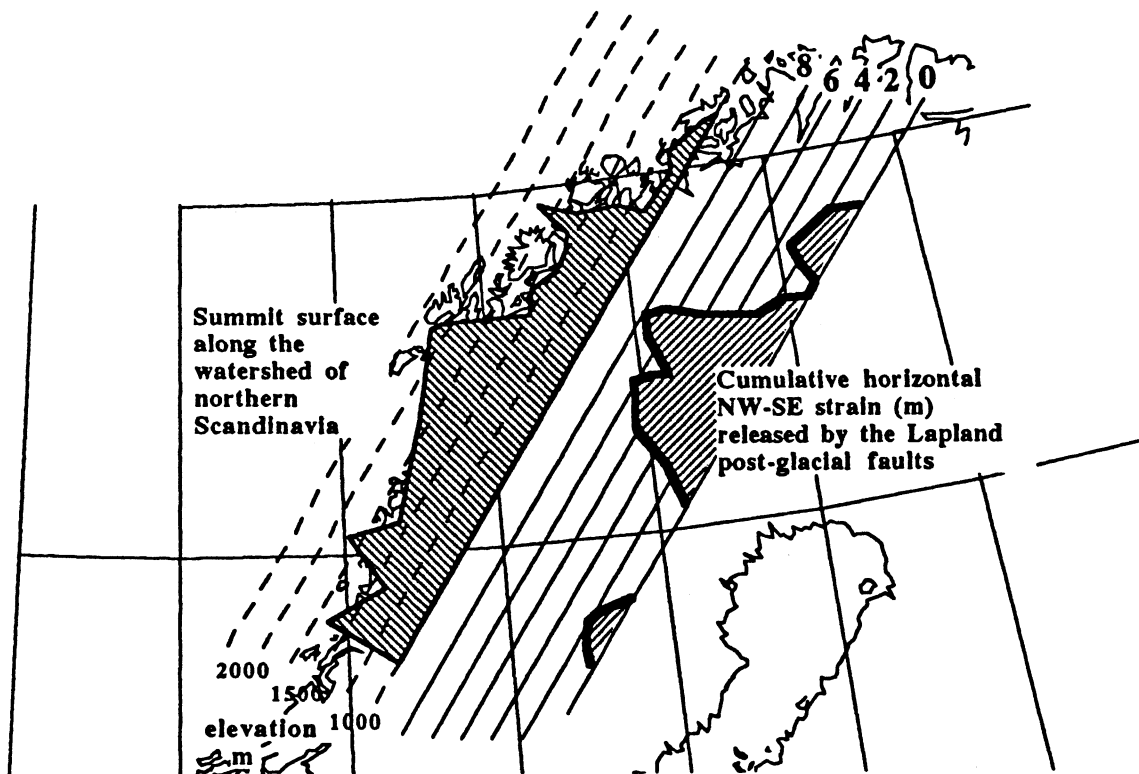 8 6 4 2 0
Summit surface
along the
watershed of
northern
Scandinavia
Cumulative horizontal
NW-SE strain (m)
released by the Lapland
post-glacial faults
2000
1500
1000
elevation
m